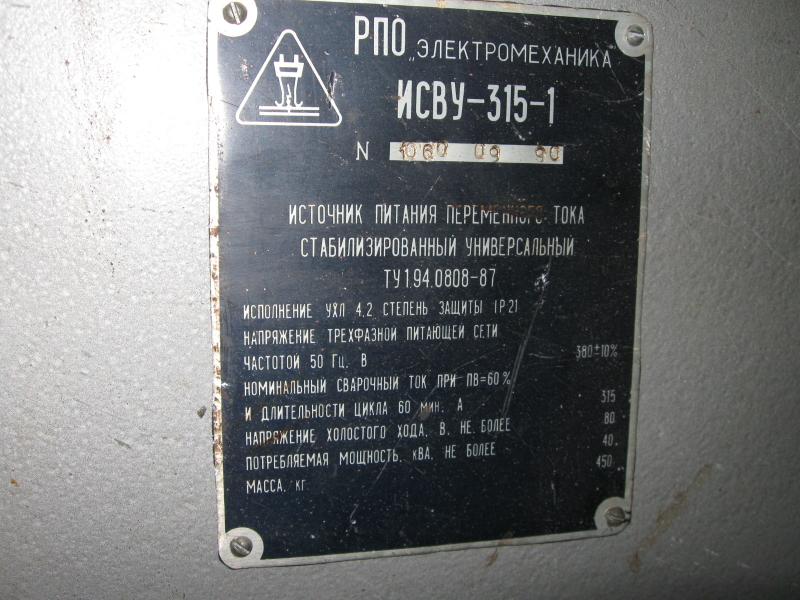 РПО „ЭЛЕКТРОМЕХАНИКА
ИСВУ-315-1
N 1060 09 90
ИСТОЧНИК ПИТАНИЯ ПЕРЕМЕННОГО ТОКА
СТАБИЛИЗИРОВАННЫЙ УНИВЕРСАЛЬНЫЙ
ТУ1.94.0808-87
ИСПОЛНЕНИЕ УХЛ 4.2 СТЕПЕНЬ ЗАЩИТЫ IP21
НАПРЯЖЕНИЕ ТРЕХФАЗНОЙ ПИТАЮЩЕЙ СЕТИ
ЧАСТОТОЙ 50 Гц, В 380±10%
НОМИНАЛЬНЫЙ СВАРОЧНЫЙ ТОК ПРИ ПВ=60%
И ДЛИТЕЛЬНОСТИ ЦИКЛА 60 мин. А 315
НАПРЯЖЕНИЕ ХОЛОСТОГО ХОДА, В, НЕ БОЛЕЕ 80
ПОТРЕБЛЯЕМАЯ МОЩНОСТЬ, кВА, НЕ БОЛЕЕ 40
МАССА, кг 450